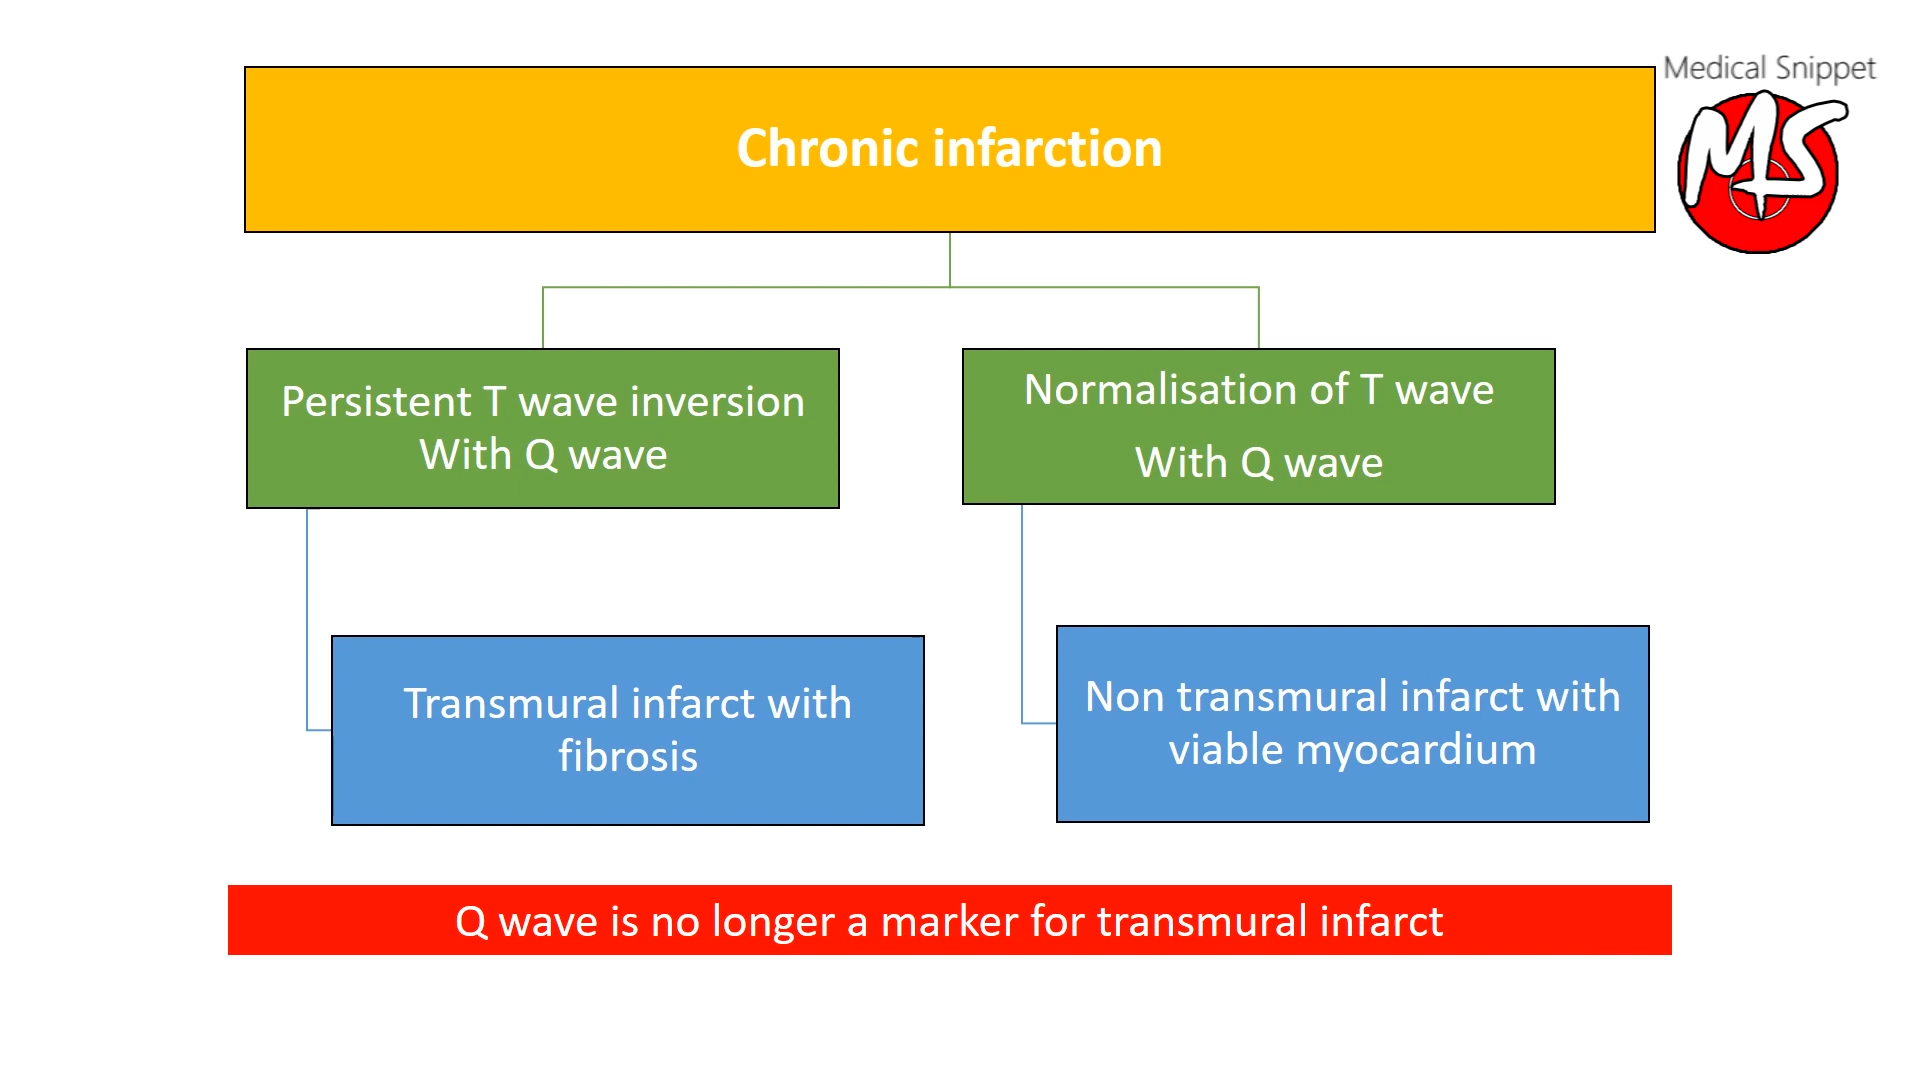 Medical Snippet
MS
Chronic infarction
Persistent T wave inversion
With Q wave
Normalisation of T wave
With Q wave
Transmural infarct with
fibrosis
Non transmural infarct with
viable myocardium
Q wave is no longer a marker for transmural infarct